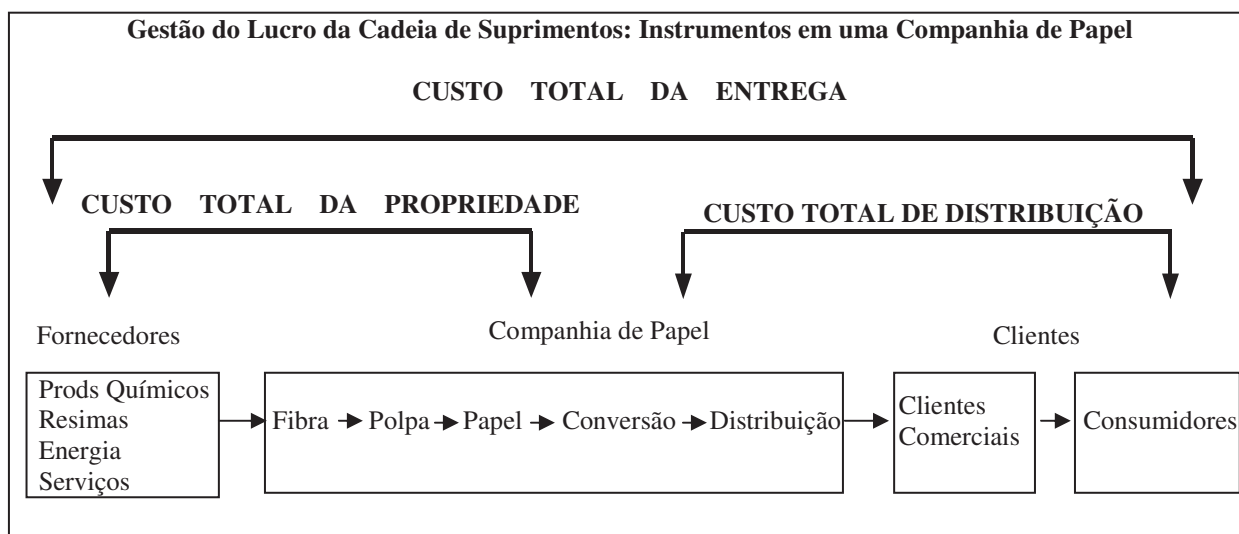 Gestão do Lucro da Cadeia de Suprimentos: Instrumentos em uma Companhia de Papel
CUSTO TOTAL DA ENTREGA
CUSTO TOTAL DA PROPRIEDADE
CUSTO TOTAL DE DISTRIBUIÇÃO
Fornecedores
Companhia de Papel
Clientes
Prods Químicos
Resimas
Energia
Serviços
Fibra
Polpa
Papel
Conversão
Distribuição
Clientes
Comerciais
Consumidores